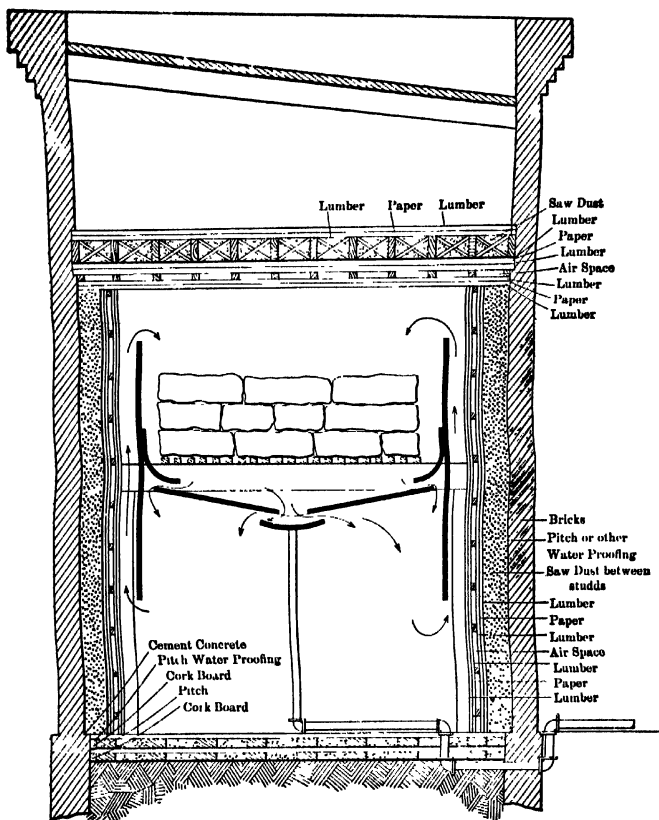 Lumber Paper Lumber
Saw Dust
Lumber
Paper
Lumber
Air Space
Lumber
Paper
Lumber
Bricks
Pitch or other
Water Proofing
Saw Dust between
studds
Lumber
Paper
Lumber
Air Space
Lumber
Paper
Lumber
Cement Concrete
Pitch Water Proofing
Cork Board
Pitch
Cork Board